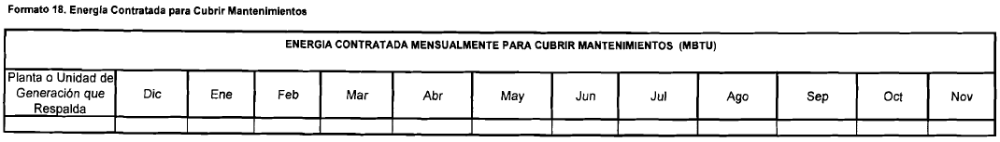 Formato 18. Energía Contratada para Cubrir Mantenimientos
ENERGIA CONTRATADA MENSUALMENTE PARA CUBRIR MANTENIMIENTOS (MBTU)
Planta o Unidad de
Generación que
Respalda
Dic Ene Feb Mar Abr May Jun Jul Ago Sep Oct Nov